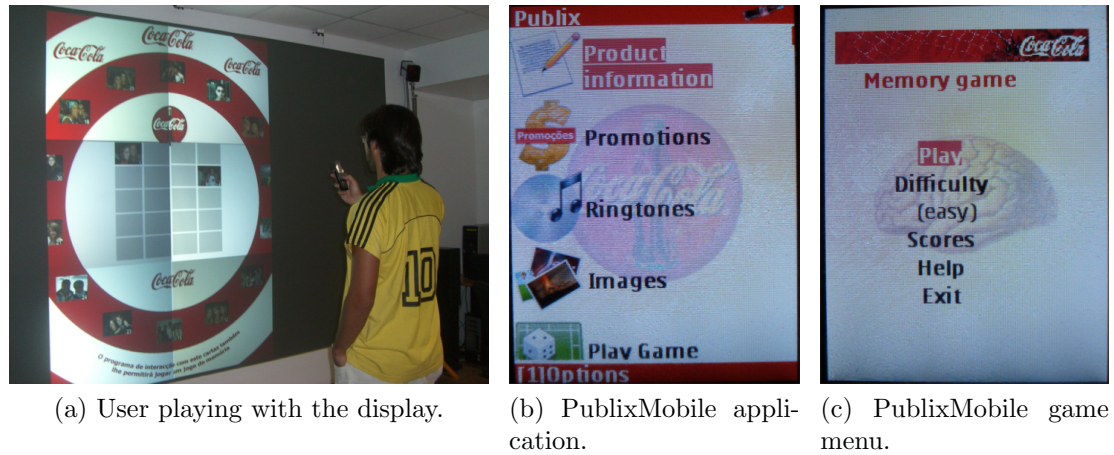 Coca-Cola
Coca-Cola
Coca-Cola
Coca-Cola
Coca-Cola
O programa de interacção com este cartaz também
lhe permitirá jogar um jogo de memória
10
(a) User playing with the display.
Publix
Product
information
Promoções
Promotions
Coca-Cola
Ringtones
Images
Play Game
[1]Options
(b) PublixMobile appli-
cation.
Coca-Cola
Memory game
Play
Difficulty
(easy)
Scores
Help
Exit
(c) PublixMobile game
menu.